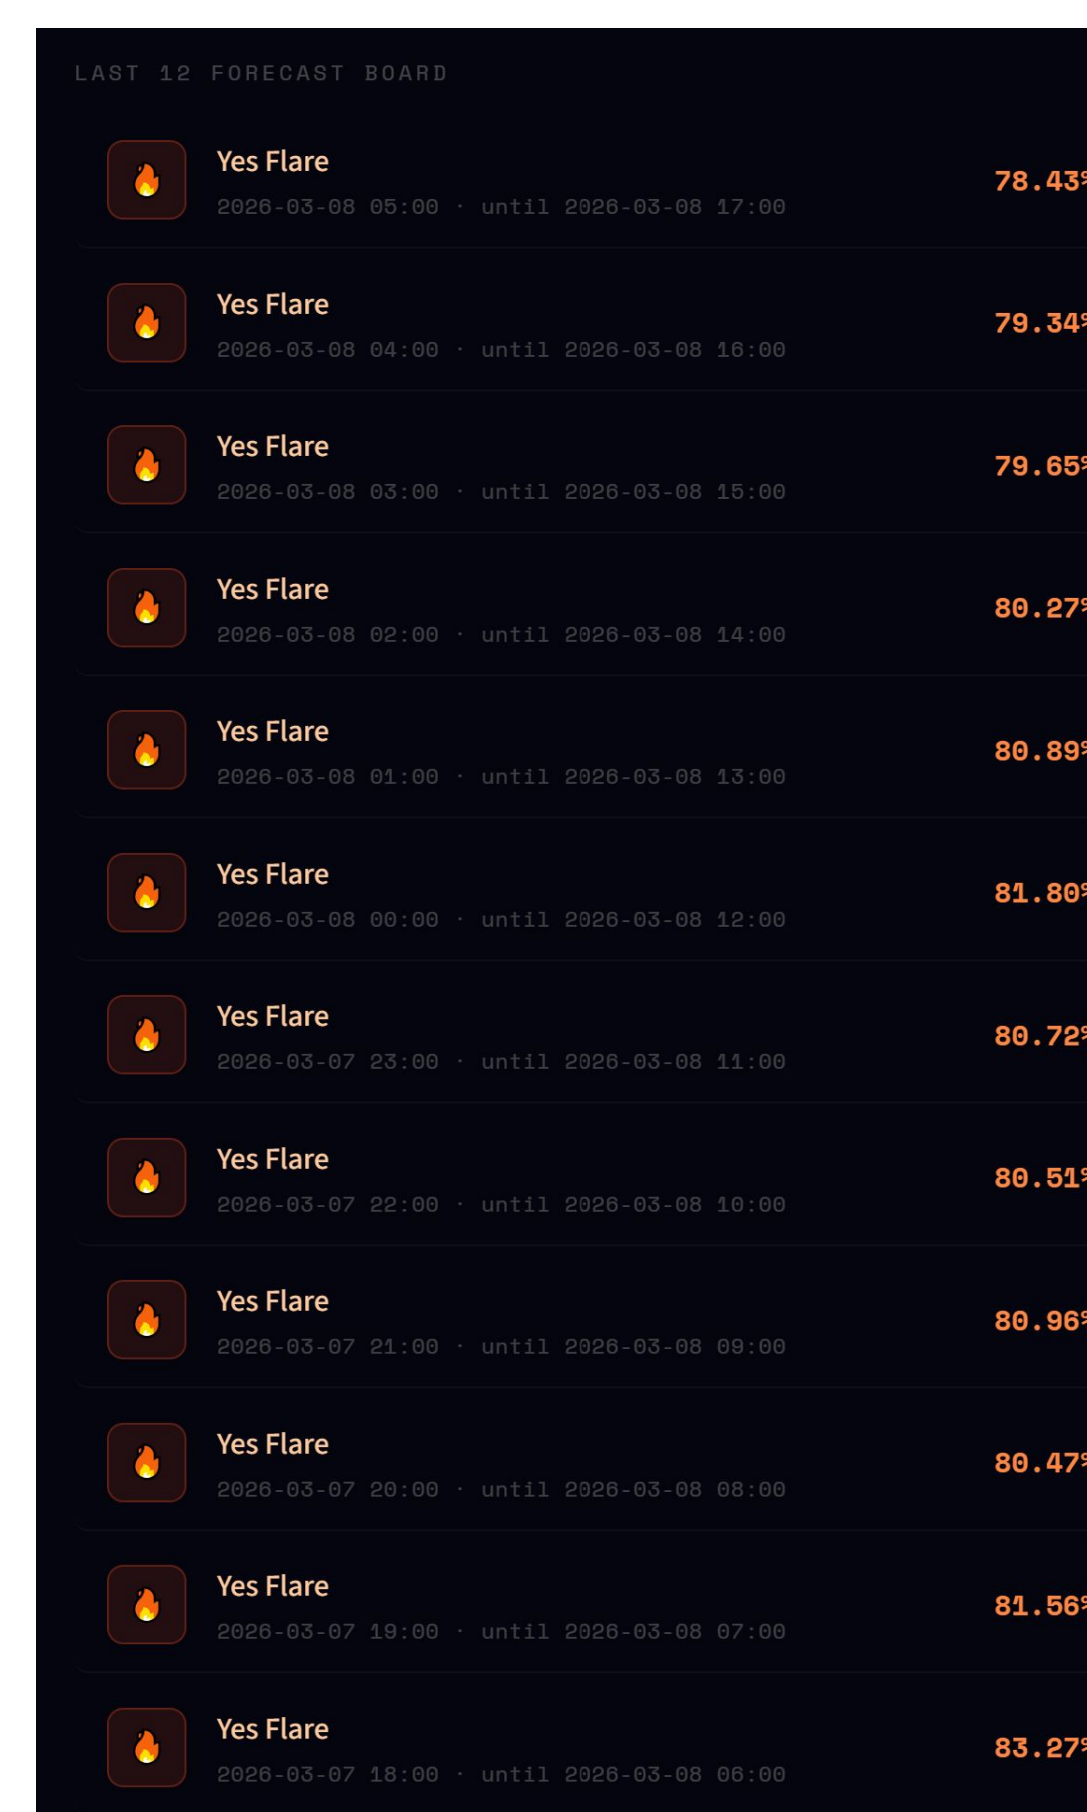 LAST 12 FORECAST BOARD
Yes Flare
2026-03-08 05:00 · until 2026-03-08 17:00
78.43%
Yes Flare
2026-03-08 04:00 · until 2026-03-08 16:00
79.34%
Yes Flare
2026-03-08 03:00 · until 2026-03-08 15:00
79.65%
Yes Flare
2026-03-08 02:00 · until 2026-03-08 14:00
80.27%
Yes Flare
2026-03-08 01:00 · until 2026-03-08 13:00
80.89%
Yes Flare
2026-03-08 00:00 · until 2026-03-08 12:00
81.80%
Yes Flare
2026-03-07 23:00 · until 2026-03-08 11:00
80.72%
Yes Flare
2026-03-07 22:00 · until 2026-03-08 10:00
80.51%
Yes Flare
2026-03-07 21:00 · until 2026-03-08 09:00
80.96%
Yes Flare
2026-03-07 20:00 · until 2026-03-08 08:00
80.47%
Yes Flare
2026-03-07 19:00 · until 2026-03-08 07:00
81.56%
Yes Flare
2026-03-07 18:00 · until 2026-03-08 06:00
83.27%